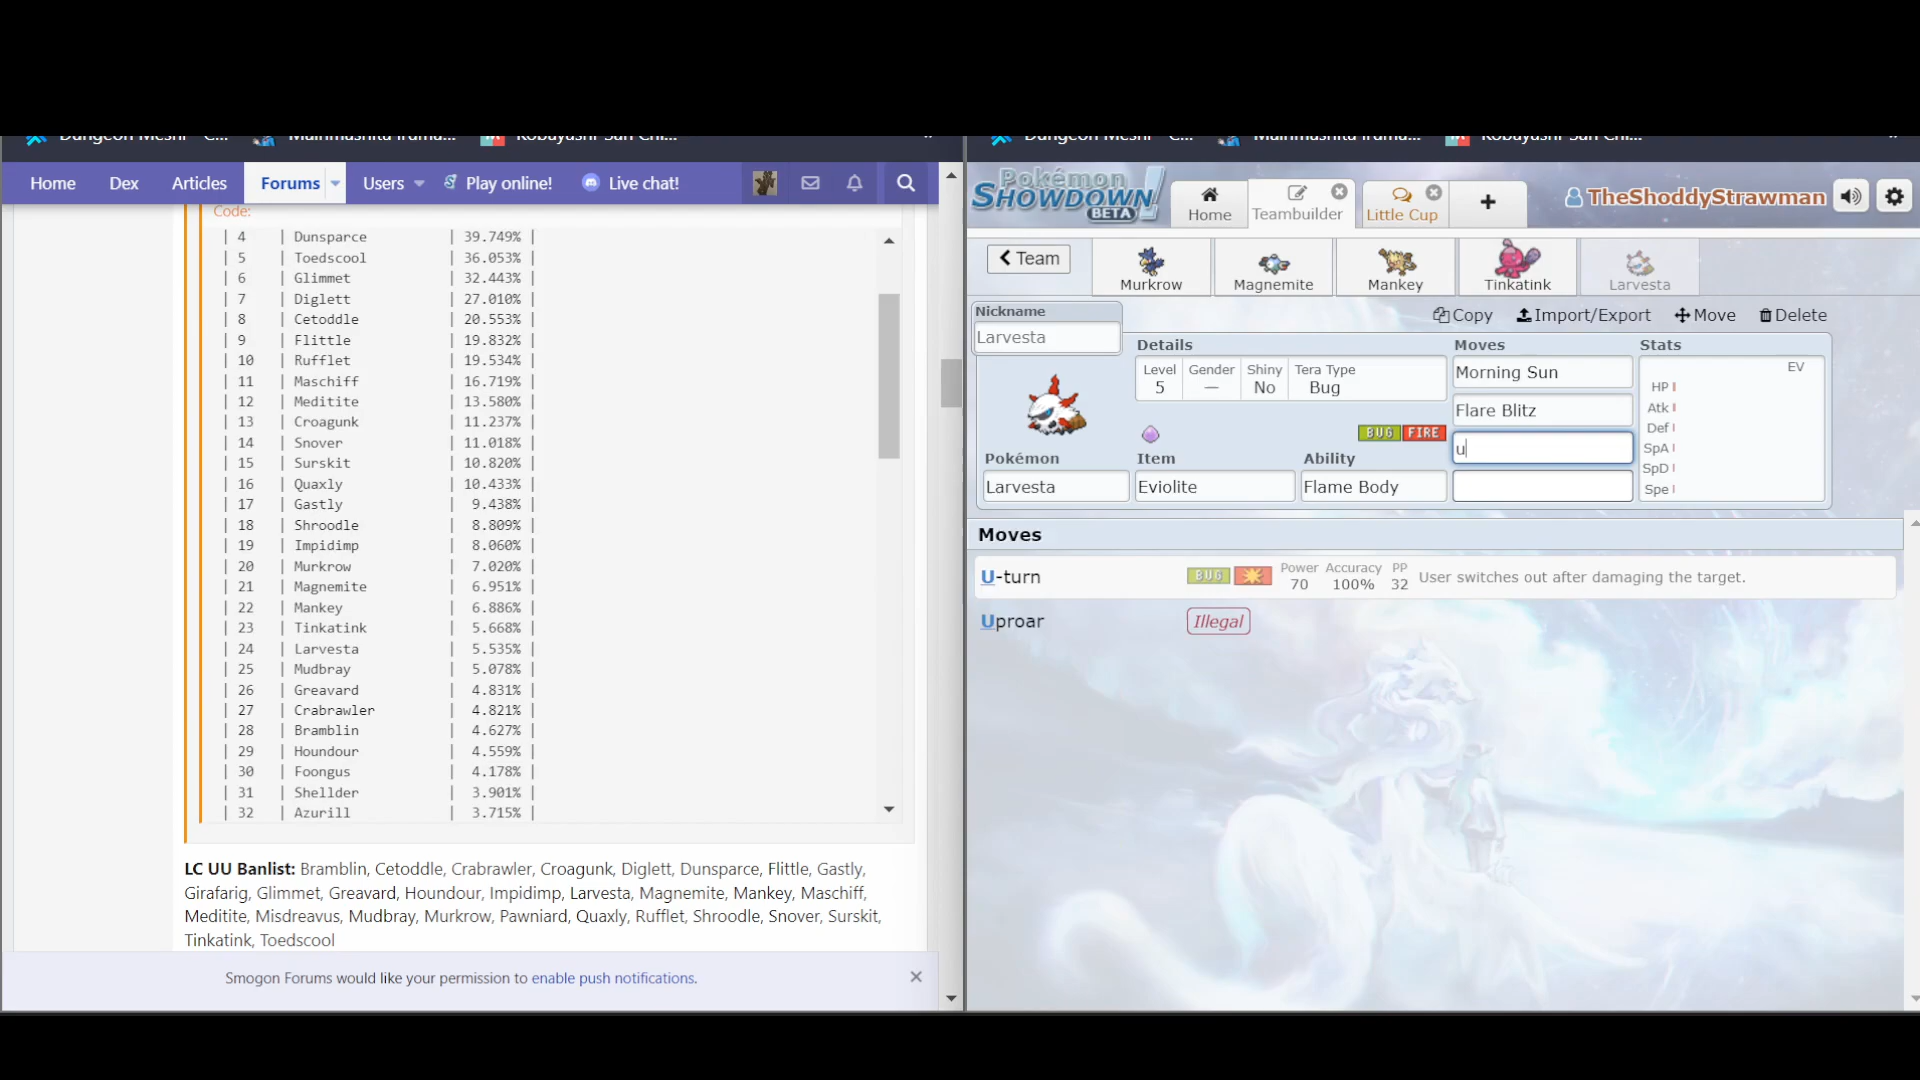 Dungeon Meshi - C...
Kobayashi-San Chi...
Dungeon Meshi - C...
Kobayashi-San Chi...
Home Dex Articles Forums Users Play online! Live chat!
Code:
| 4 | Dunsparce | 39.749% |
| 5 | Toedscool | 36.053% |
| 6 | Glimmet | 32.443% |
| 7 | Diglett | 27.010% |
| 8 | Cetoddle | 20.553% |
| 9 | Flittle | 19.832% |
| 10 | Rufflet | 19.534% |
| 11 | Maschiff | 16.719% |
| 12 | Meditite | 13.580% |
| 13 | Croagunk | 11.237% |
| 14 | Snover | 11.018% |
| 15 | Surskit | 10.820% |
| 16 | Quaxly | 10.433% |
| 17 | Gastly | 9.438% |
| 18 | Shroodle | 8.809% |
| 19 | Impidimp | 8.060% |
| 20 | Murkrow | 7.020% |
| 21 | Magnemite | 6.951% |
| 22 | Mankey | 6.886% |
| 23 | Tinkatink | 5.668% |
| 24 | Larvesta | 5.535% |
| 25 | Mudbray | 5.078% |
| 26 | Greavard | 4.831% |
| 27 | Crabrawler | 4.821% |
| 28 | Bramblin | 4.627% |
| 29 | Houndour | 4.559% |
| 30 | Foongus | 4.178% |
| 31 | Shellder | 3.901% |
| 32 | Azurill | 3.715% |
LC UU Banlist: Bramblin, Cetoddle, Crabrawler, Croagunk, Diglett, Dunsparce, Flittle, Gastly,
Girafarig, Glimmet, Greavard, Houndour, Impidimp, Larvesta, Magnemite, Mankey, Maschiff,
Meditite, Misdreavus, Mudbray, Murkrow, Pawniard, Quaxly, Rufflet, Shroodle, Snover, Surskit,
Tinkatink, Toedscool
Smogon Forums would like your permission to enable push notifications.
Pokémon
SHOWDOWN!
BETA
Home Teambuilder Little Cup + TheShoddyStrawman
Team Murkrow Magnemite Mankey Tinkatink Larvesta
Copy Import/Export Move Delete
Nickname
Larvesta
Details
Level Gender Shiny Tera Type
5 — No Bug
BUG FIRE
Pokémon Item Ability
Larvesta Eviolite Flame Body
Moves
Morning Sun
Flare Blitz
u
Stats
EV
HP
Atk
Def
SpA
SpD
Spe
Moves
U-turn BUG Power 70 Accuracy 100% PP 32 User switches out after damaging the target.
Uproar Illegal